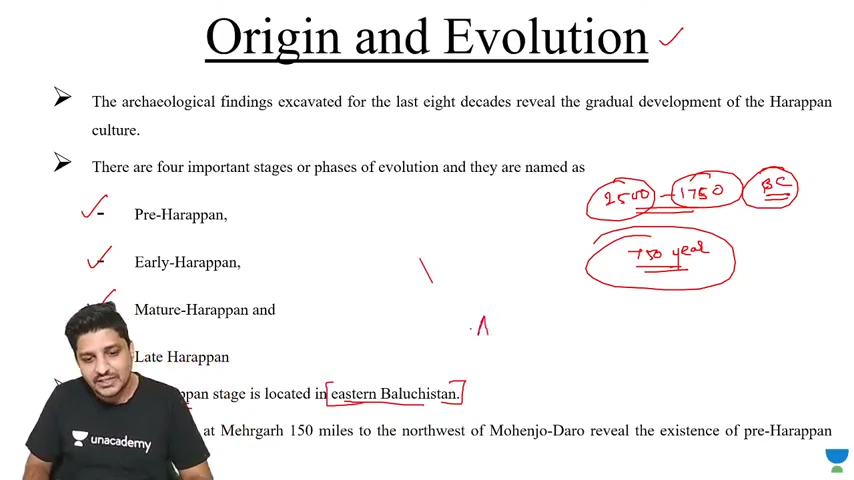 Origin and Evolution
The archaeological findings excavated for the last eight decades reveal the gradual development of the Harappan
culture.
There are four important stages or phases of evolution and they are named as
2500 - 1750 BC
- Pre-Harappan,
750 year
- Early-Harappan,
Mature-Harappan and
Late Harappan
stage is located in eastern Baluchistan.
at Mehrgarh 150 miles to the northwest of Mohenjo-Daro reveal the existence of pre-Harappan
unacademy